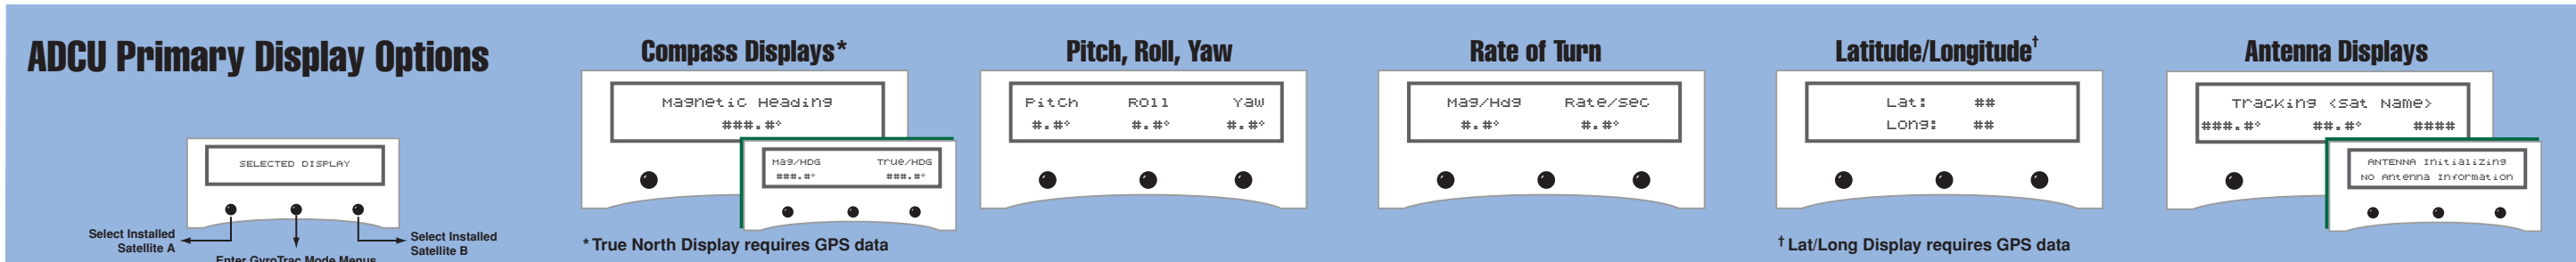 ADCU Primary Display Options
SELECTED DISPLAY
Select Installed
Satellite A
Enter GyroTrac Mode Menus
Select Installed
Satellite B
Compass Displays*
Magnetic Heading
###.#°
Mag/HDG True/HDG
###.#° ###.#°
*True North Display requires GPS data
Pitch, Roll, Yaw
Pitch Roll Yaw
#.#° #.#° #.#°
Rate of Turn
Mag/Hdg Rate/sec
#.#° #.#°
Latitude/Longitude†
Lat: ##
Long: ##
† Lat/Long Display requires GPS data
Antenna Displays
Tracking <Sat Name>
###.#° ##.#° ####
ANTENNA Initializing
NO Antenna Information